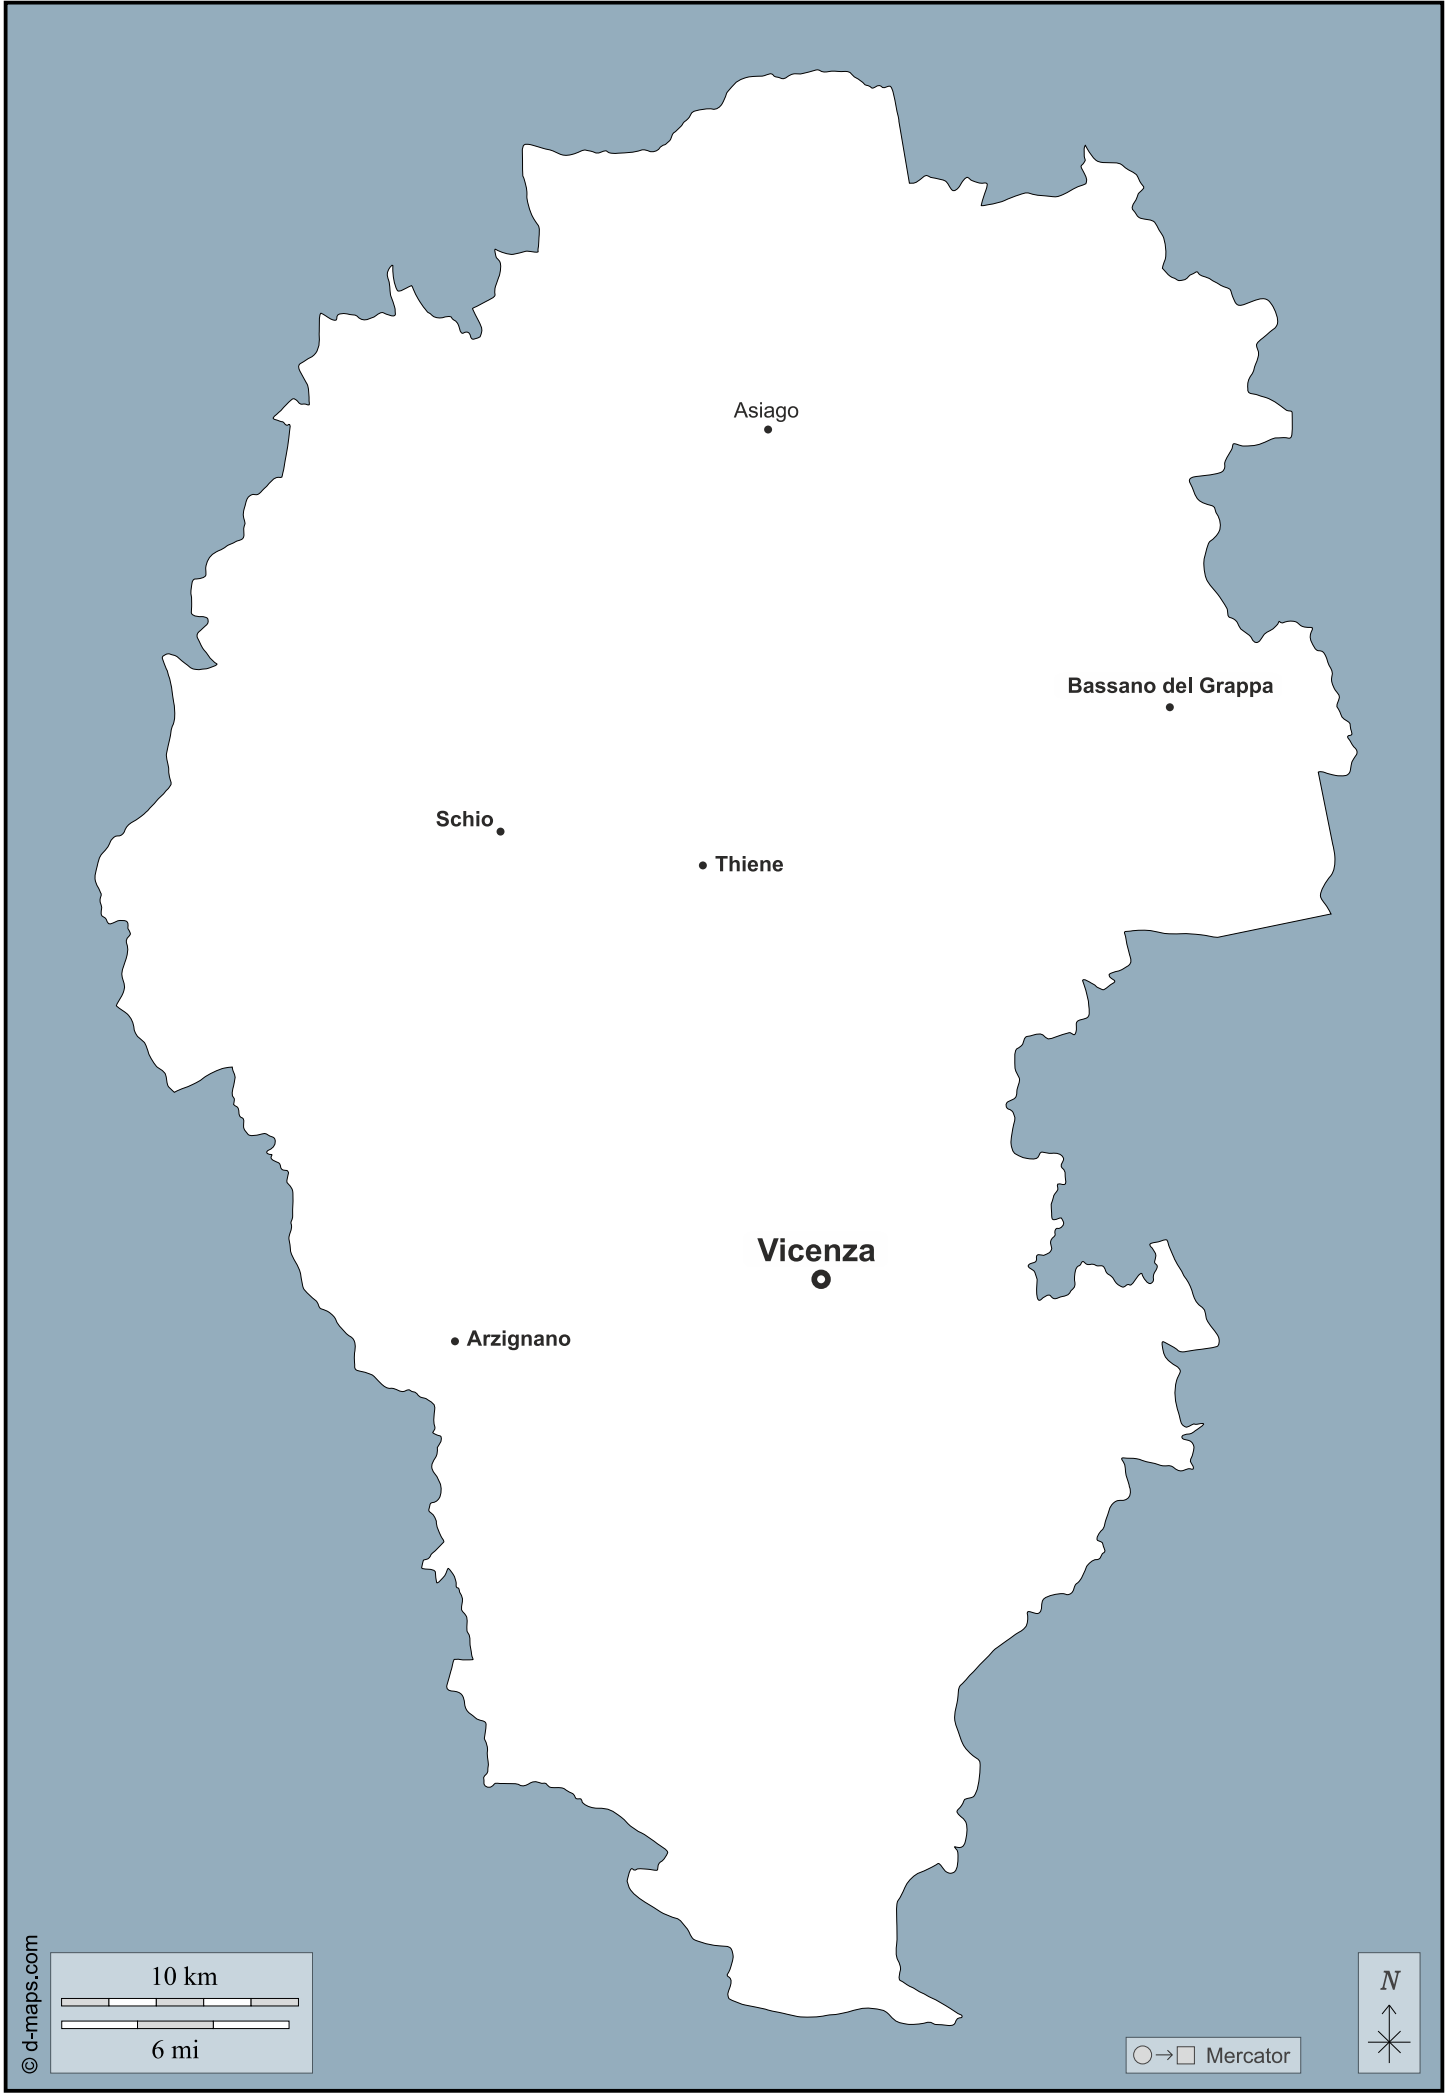 Asiago
Bassano del Grappa
Schio
Thiene
Vicenza
Arzignano
© d-maps.com
10 km
6 mi
N
Mercator